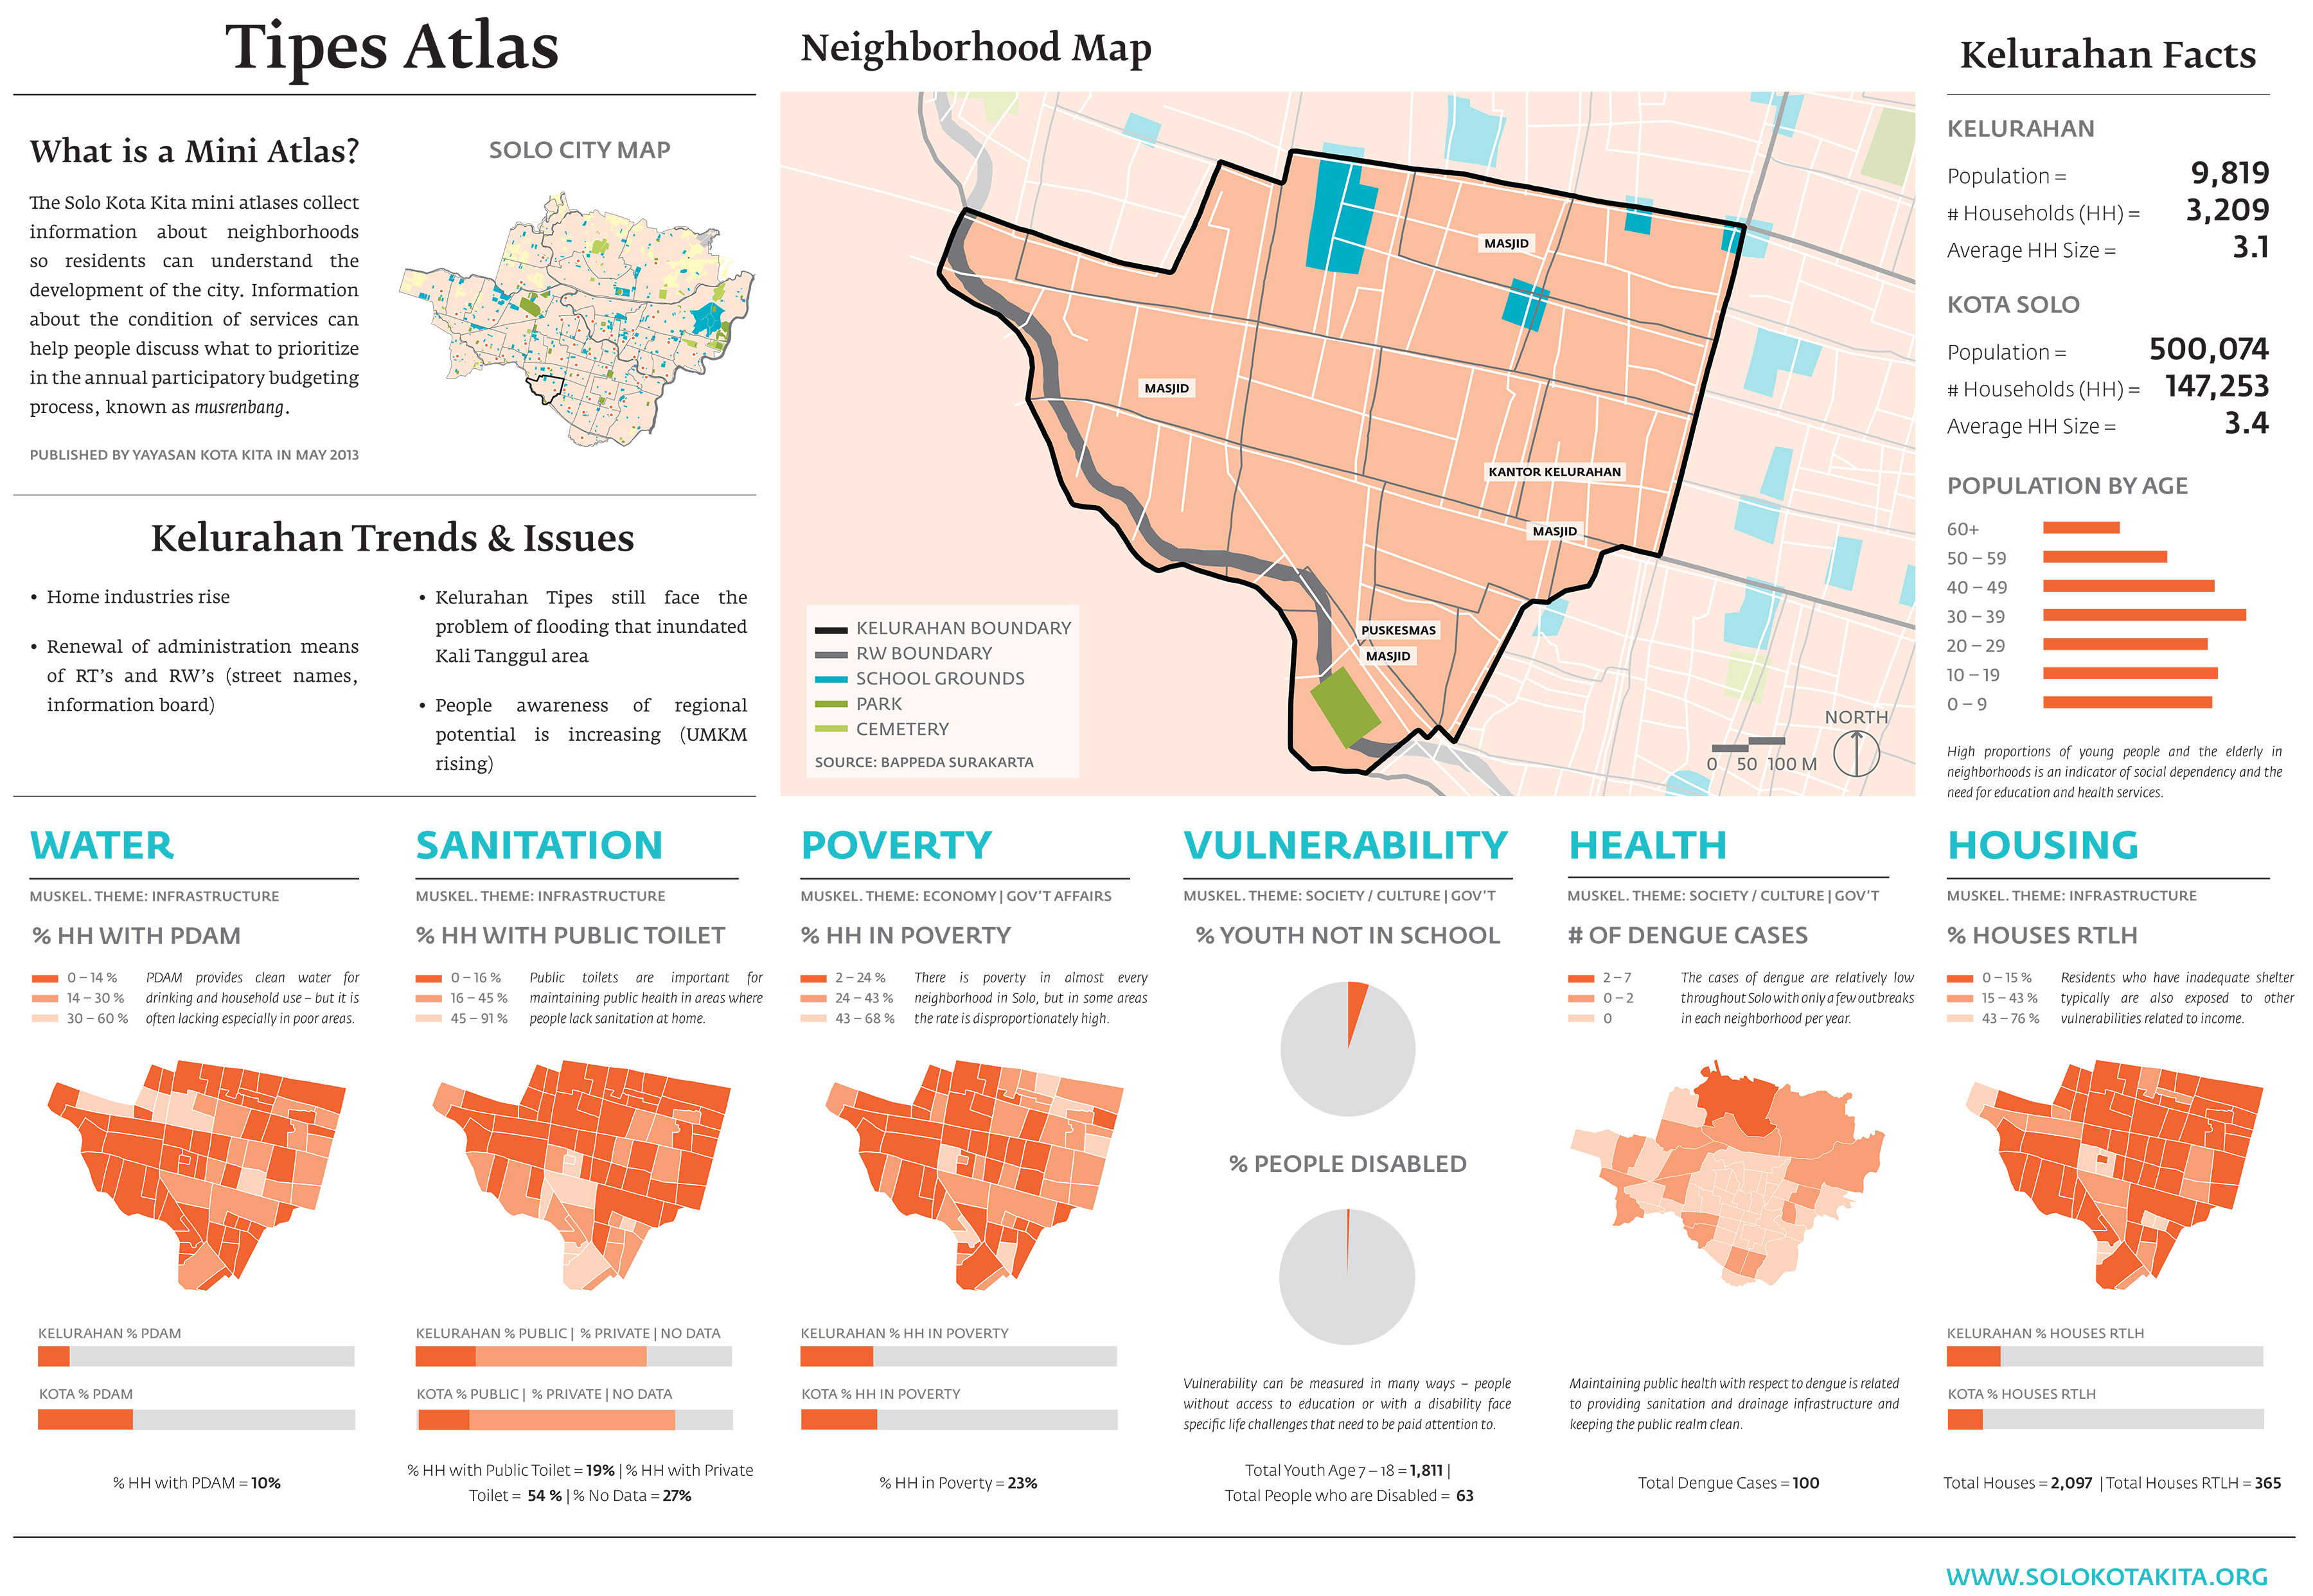 Tipes Atlas
What is a Mini Atlas?
The Solo Kota Kita mini atlases collect
information about neighborhoods
so residents can understand the
development of the city. Information
about the condition of services can
help people discuss what to prioritize
in the annual participatory budgeting
process, known as musrenbang.
PUBLISHED BY YAYASAN KOTA KITA IN MAY 2013
SOLO CITY MAP
Kelurahan Trends & Issues
• Home industries rise
• Renewal of administration means
of RT's and RW's (street names,
information board)
• Kelurahan Tipes still face the
problem of flooding that inundated
Kali Tanggul area
• People awareness of regional
potential is increasing (UMKM
rising)
Neighborhood Map
MASJID
MASJID
KANTOR KELURAHAN
MASJID
PUSKESMAS
MASJID
KELURAHAN BOUNDARY
RW BOUNDARY
SCHOOL GROUNDS
PARK
CEMETERY
SOURCE: BAPPEDA SURAKARTA
NORTH
0 50 100 M
Kelurahan Facts
KELURAHAN
Population = 9,819
# Households (HH) = 3,209
Average HH Size = 3.1
KOTA SOLO
Population = 500,074
# Households (HH) = 147,253
Average HH Size = 3.4
POPULATION BY AGE
60+
50 – 59
40 – 49
30 – 39
20 – 29
10 – 19
0 – 9
High proportions of young people and the elderly in
neighborhoods is an indicator of social dependency and the
need for education and health services.
WATER
MUSKEL. THEME: INFRASTRUCTURE
% HH WITH PDAM
0 – 14 %
14 – 30 %
30 – 60 %
PDAM provides clean water for
drinking and household use – but it is
often lacking especially in poor areas.
KELURAHAN % PDAM
KOTA % PDAM
% HH with PDAM = 10%
SANITATION
MUSKEL. THEME: INFRASTRUCTURE
% HH WITH PUBLIC TOILET
0 – 16 %
16 – 45 %
45 – 91 %
Public toilets are important for
maintaining public health in areas where
people lack sanitation at home.
KELURAHAN % PUBLIC | % PRIVATE | NO DATA
KOTA % PUBLIC | % PRIVATE | NO DATA
% HH with Public Toilet = 19% | % HH with Private
Toilet = 54 % | % No Data = 27%
POVERTY
MUSKEL. THEME: ECONOMY | GOV'T AFFAIRS
% HH IN POVERTY
2 – 24 %
24 – 43 %
43 – 68 %
There is poverty in almost every
neighborhood in Solo, but in some areas
the rate is disproportionately high.
KELURAHAN % HH IN POVERTY
KOTA % HH IN POVERTY
% HH in Poverty = 23%
VULNERABILITY
MUSKEL. THEME: SOCIETY / CULTURE | GOV'T
% YOUTH NOT IN SCHOOL
% PEOPLE DISABLED
Vulnerability can be measured in many ways – people
without access to education or with a disability face
specific life challenges that need to be paid attention to.
Total Youth Age 7 – 18 = 1,811 |
Total People who are Disabled = 63
HEALTH
MUSKEL. THEME: SOCIETY / CULTURE | GOV'T
# OF DENGUE CASES
2 – 7
0 – 2
0
The cases of dengue are relatively low
throughout Solo with only a few outbreaks
in each neighborhood per year.
Maintaining public health with respect to dengue is related
to providing sanitation and drainage infrastructure and
keeping the public realm clean.
Total Dengue Cases = 100
HOUSING
MUSKEL. THEME: INFRASTRUCTURE
% HOUSES RTLH
0 – 15 %
15 – 43 %
43 – 76 %
Residents who have inadequate shelter
typically are also exposed to other
vulnerabilities related to income.
KELURAHAN % HOUSES RTLH
KOTA % HOUSES RTLH
Total Houses = 2,097 | Total Houses RTLH = 365
WWW.SOLOKOTAKITA.ORG